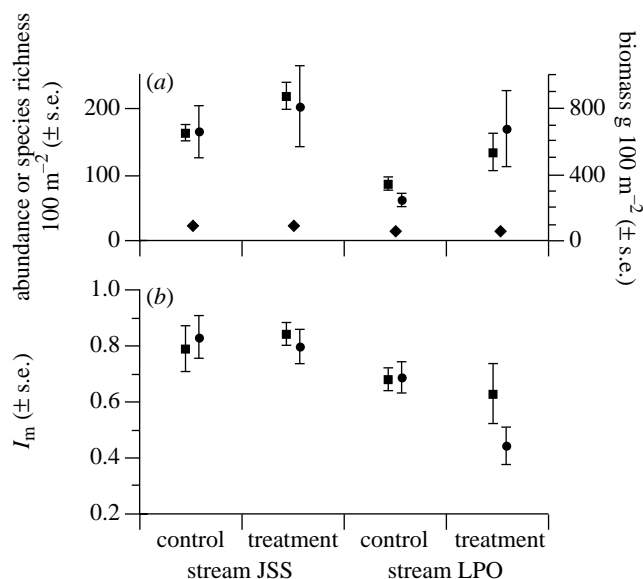 abundance or species richness
100 m−2 (± s.e.)
(a)
200
100
0
800
400
0
biomass g 100 m−2 (± s.e.)
(b)
Im (± s.e.)
1.0
0.8
0.6
0.4
0.2
control treatment control treatment
stream JSS stream LPO